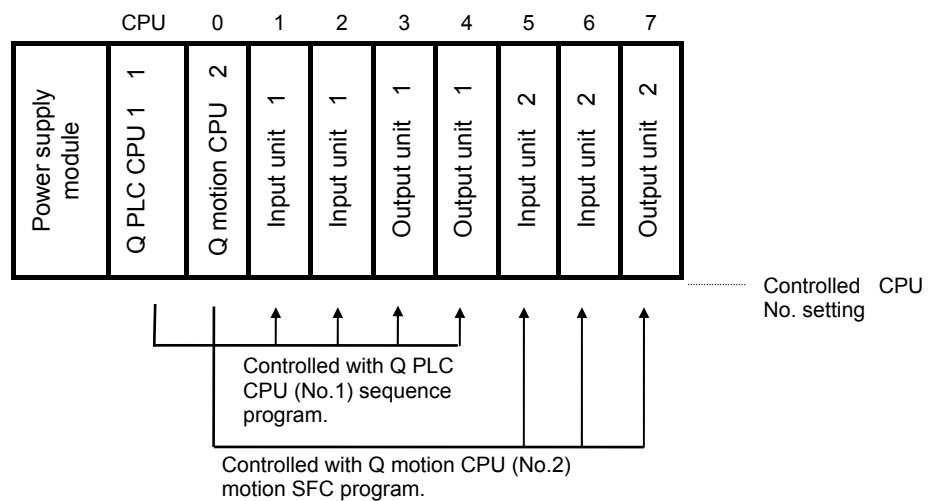 CPU 0 1 2 3 4 5 6 7
Power supply
module
Q PLC CPU 1 1
Q motion CPU 2
Input unit 1
Input unit 1
Output unit 1
Output unit 1
Input unit 2
Input unit 2
Output unit 2
Controlled CPU
No. setting
Controlled with Q PLC
CPU (No.1) sequence
program.
Controlled with Q motion CPU (No.2)
motion SFC program.